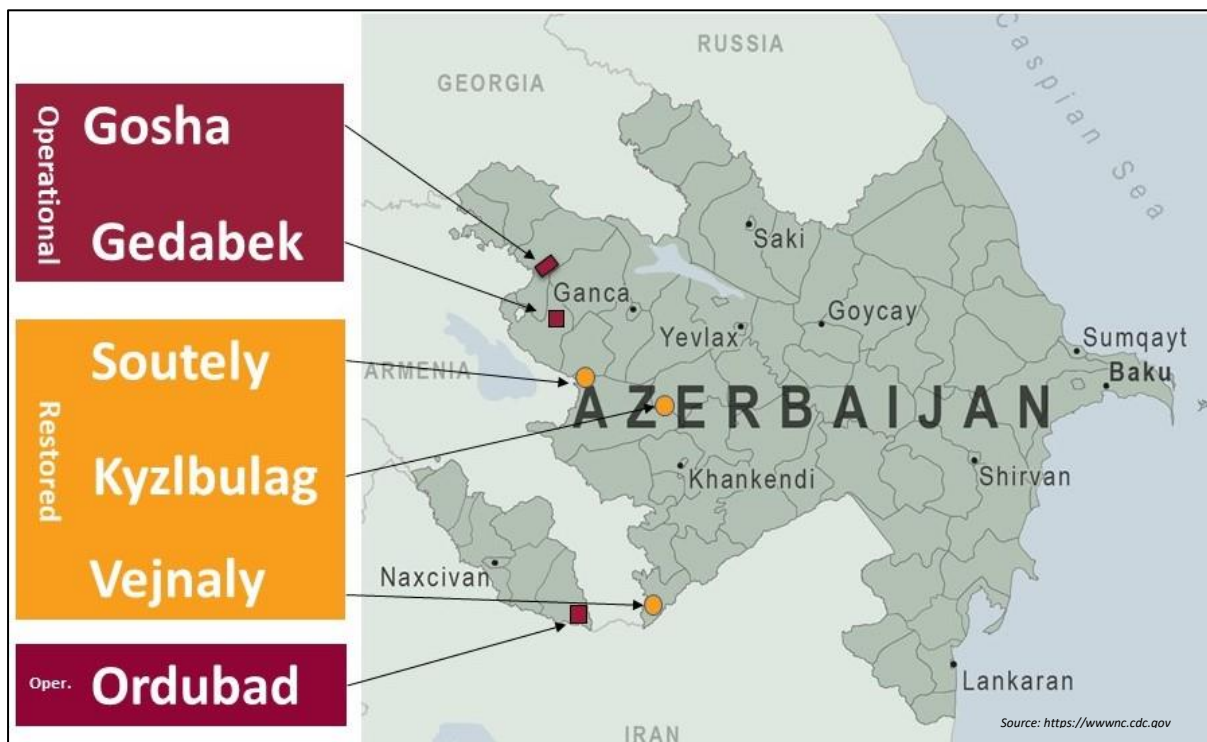 Operational
Gosha
Gedabek
Restored
Soutely
Kyzlbulag
Vejnaly
Oper.
Ordubad
RUSSIA
GEORGIA
Caspian Sea
Saki
Ganca
Yevlax
Goycay
Sumqayt
Baku
ARMENIA
AZERBAIJAN
Khankendi
Shirvan
Naxcivan
Lankaran
IRAN
Source: https://wwwnc.cdc.gov